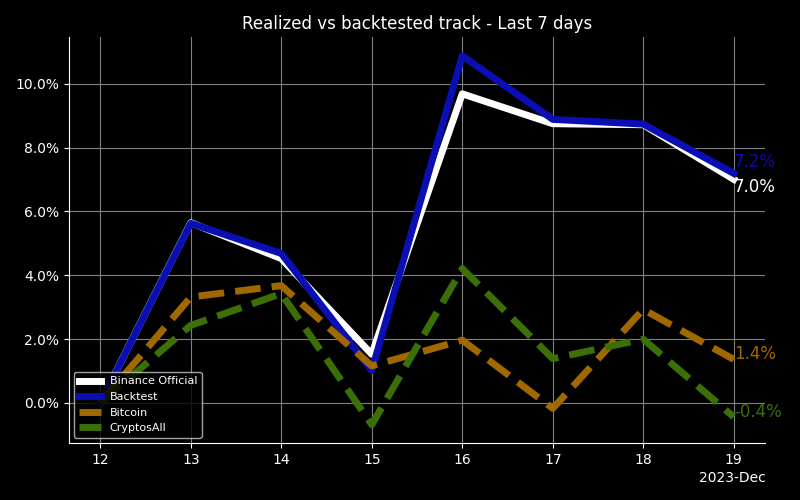 Realized vs backtested track - Last 7 days
10.0%
8.0%
6.0%
4.0%
2.0%
0.0%
7.2%
7.0%
1.4%
-0.4%
Binance Official
Backtest
Bitcoin
CryptosAll
12 13 14 15 16 17 18 19
2023-Dec